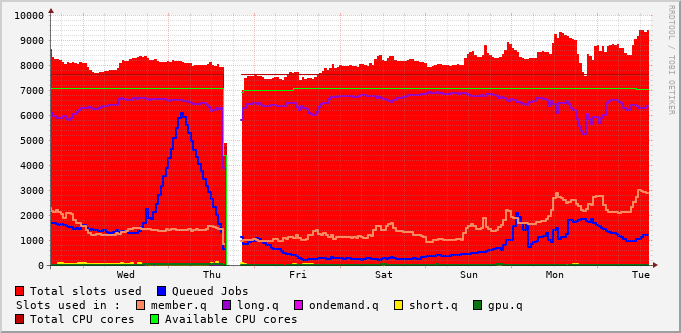 10000
9000
8000
7000
6000
5000
4000
3000
2000
1000
0
Wed Thu Fri Sat Sun Mon Tue
RRDTOOL / TOBI OETIKER
Total slots used Queued Jobs
Slots used in : member.q long.q ondemand.q short.q gpu.q
Total CPU cores Available CPU cores